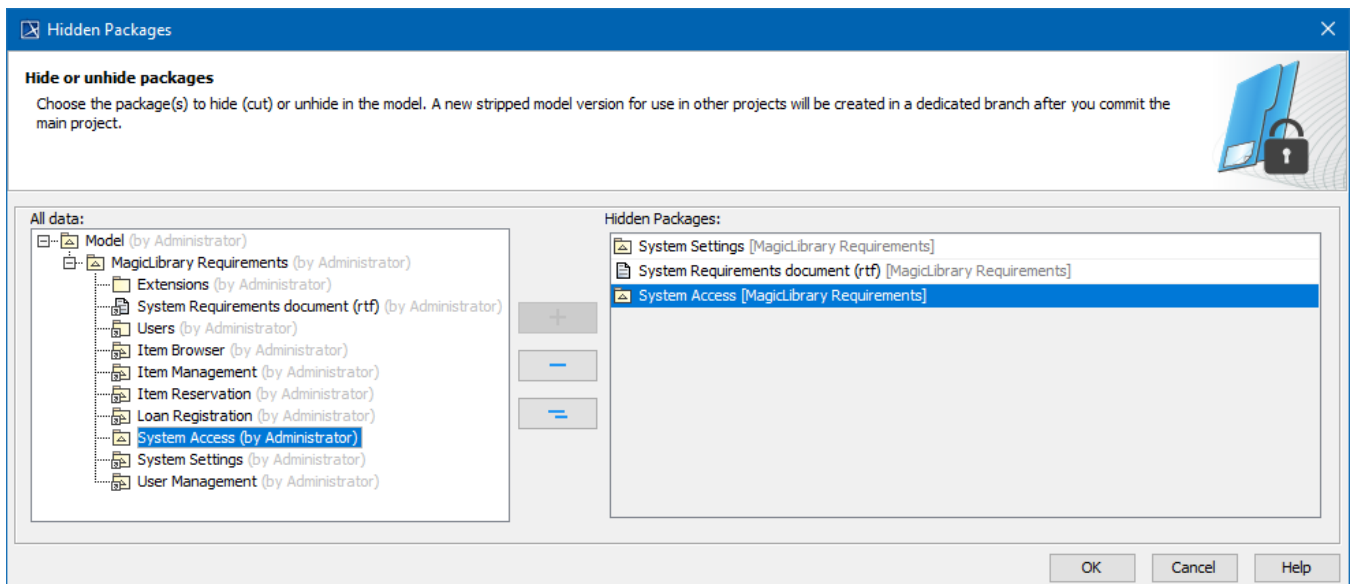 Hidden Packages
Hide or unhide packages
Choose the package(s) to hide (cut) or unhide in the model. A new stripped model version for use in other projects will be created in a dedicated branch after you commit the
main project.
All data:
Model (by Administrator)
MagicLibrary Requirements (by Administrator)
Extensions (by Administrator)
System Requirements document (rtf) (by Administrator)
Users (by Administrator)
Item Browser (by Administrator)
Item Management (by Administrator)
Item Reservation (by Administrator)
Loan Registration (by Administrator)
System Access (by Administrator)
System Settings (by Administrator)
User Management (by Administrator)
Hidden Packages:
System Settings [MagicLibrary Requirements]
System Requirements document (rtf) [MagicLibrary Requirements]
System Access [MagicLibrary Requirements]
OK
Cancel
Help